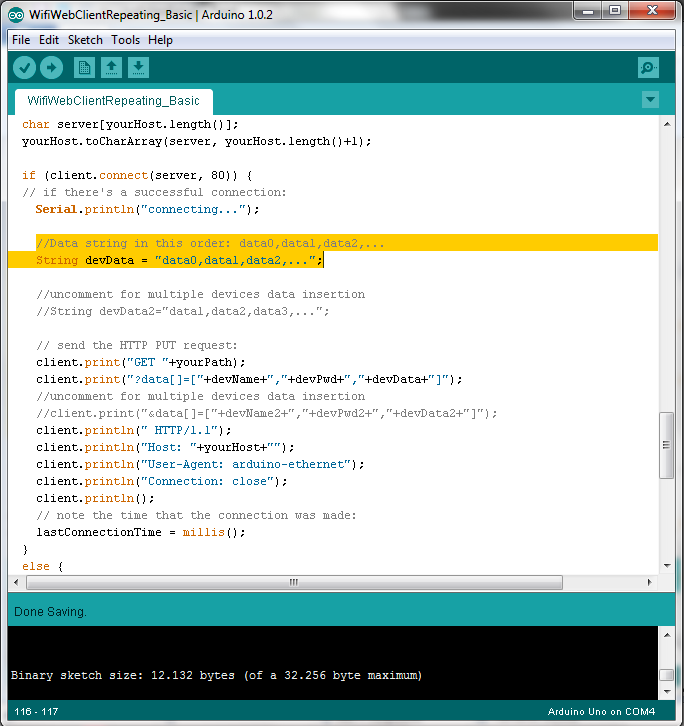 WifiWebClientRepeating_Basic | Arduino 1.0.2
File Edit Sketch Tools Help
WifiWebClientRepeating_Basic
char server[yourHost.length()];
yourHost.toCharArray(server, yourHost.length()+1);
if (client.connect(server, 80)) {
// if there's a successful connection:
Serial.println("connecting...");
//Data string in this order: data0,data1,data2,...
String devData = "data0,data1,data2,...";
//uncomment for multiple devices data insertion
//String devData2="data1,data2,data3,...";
// send the HTTP PUT request:
client.print("GET "+yourPath);
client.print("?data[]=["+devName+","+devPwd+","+devData+"]");
//uncomment for multiple devices data insertion
//client.print("&data[]=["+devName2+","+devPwd2+","+devData2+"]");
client.println(" HTTP/1.1");
client.println("Host: "+yourHost+"");
client.println("User-Agent: arduino-ethernet");
client.println("Connection: close");
client.println();
// note the time that the connection was made:
lastConnectionTime = millis();
}
else {
Done Saving.
Binary sketch size: 12.132 bytes (of a 32.256 byte maximum)
116 - 117 Arduino Uno on COM4